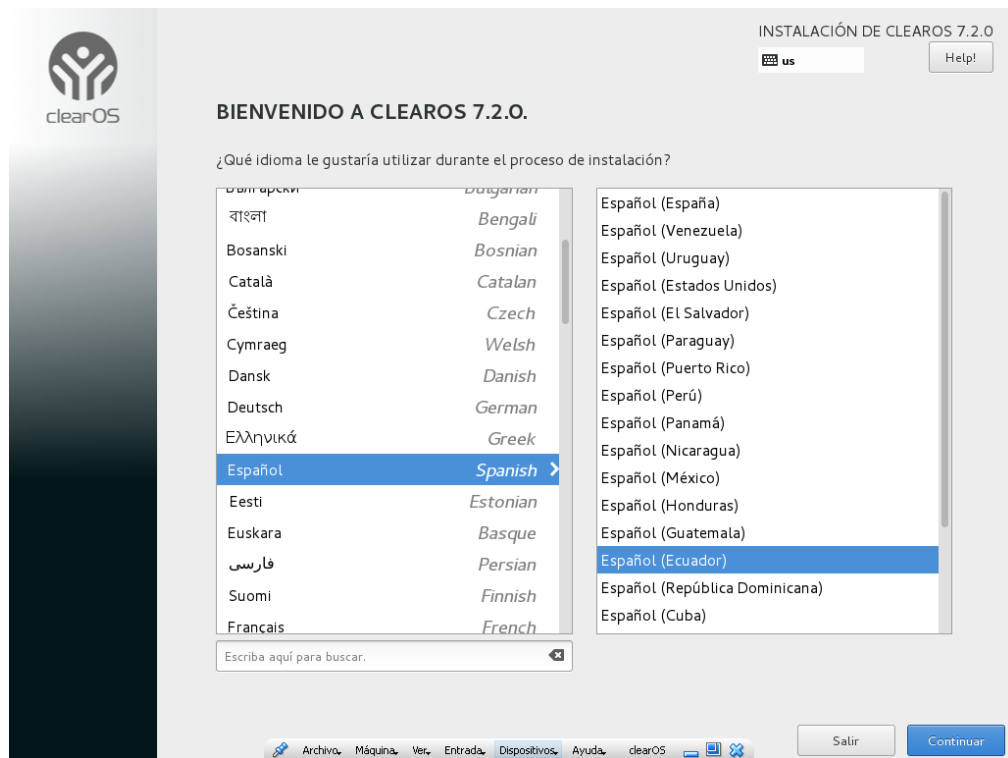 INSTALACIÓN DE CLEAROS 7.2.0
us
Help!
clearOS
BIENVENIDO A CLEAROS 7.2.0.
¿Qué idioma le gustaría utilizar durante el proceso de instalación?
Български Bulgarian
বাংলা Bengali
Bosanski Bosnian
Català Catalan
Čeština Czech
Cymraeg Welsh
Dansk Danish
Deutsch German
Ελληνικά Greek
Español Spanish
Eesti Estonian
Euskara Basque
فارسی Persian
Suomi Finnish
Français French
Escriba aquí para buscar.
Español (España)
Español (Venezuela)
Español (Uruguay)
Español (Estados Unidos)
Español (El Salvador)
Español (Paraguay)
Español (Puerto Rico)
Español (Perú)
Español (Panamá)
Español (Nicaragua)
Español (México)
Español (Honduras)
Español (Guatemala)
Español (Ecuador)
Español (República Dominicana)
Español (Cuba)
Salir
Continuar
Archivo Máquina Ver Entrada Dispositivos Ayuda clearOS